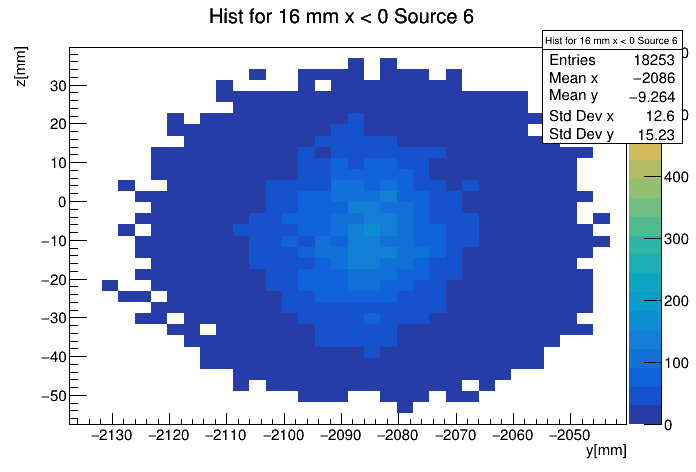 Hist for 16 mm x < 0 Source 6
z[mm]
Hist for 16 mm x < 0 Source 6
Entries 18253
Mean x −2086
Mean y −9.264
Std Dev x 12.6
Std Dev y 15.23
30
20
10
0
−10
−20
−30
−40
−50
−2130 −2120 −2110 −2100 −2090 −2080 −2070 −2060 −2050
y[mm]
400
300
200
100
0